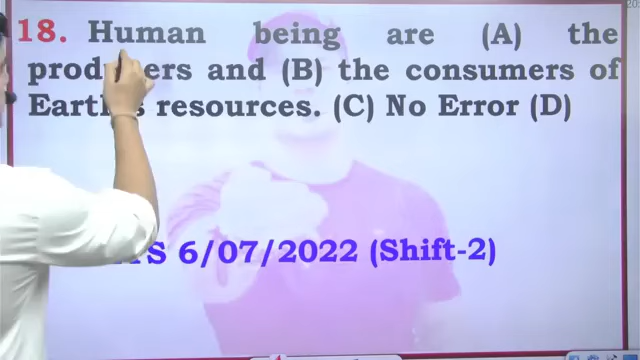 18. Human being are (A) the
and (B) the consumers of
resources. (C) No Error (D)
6/07/2022 (Shift-2)